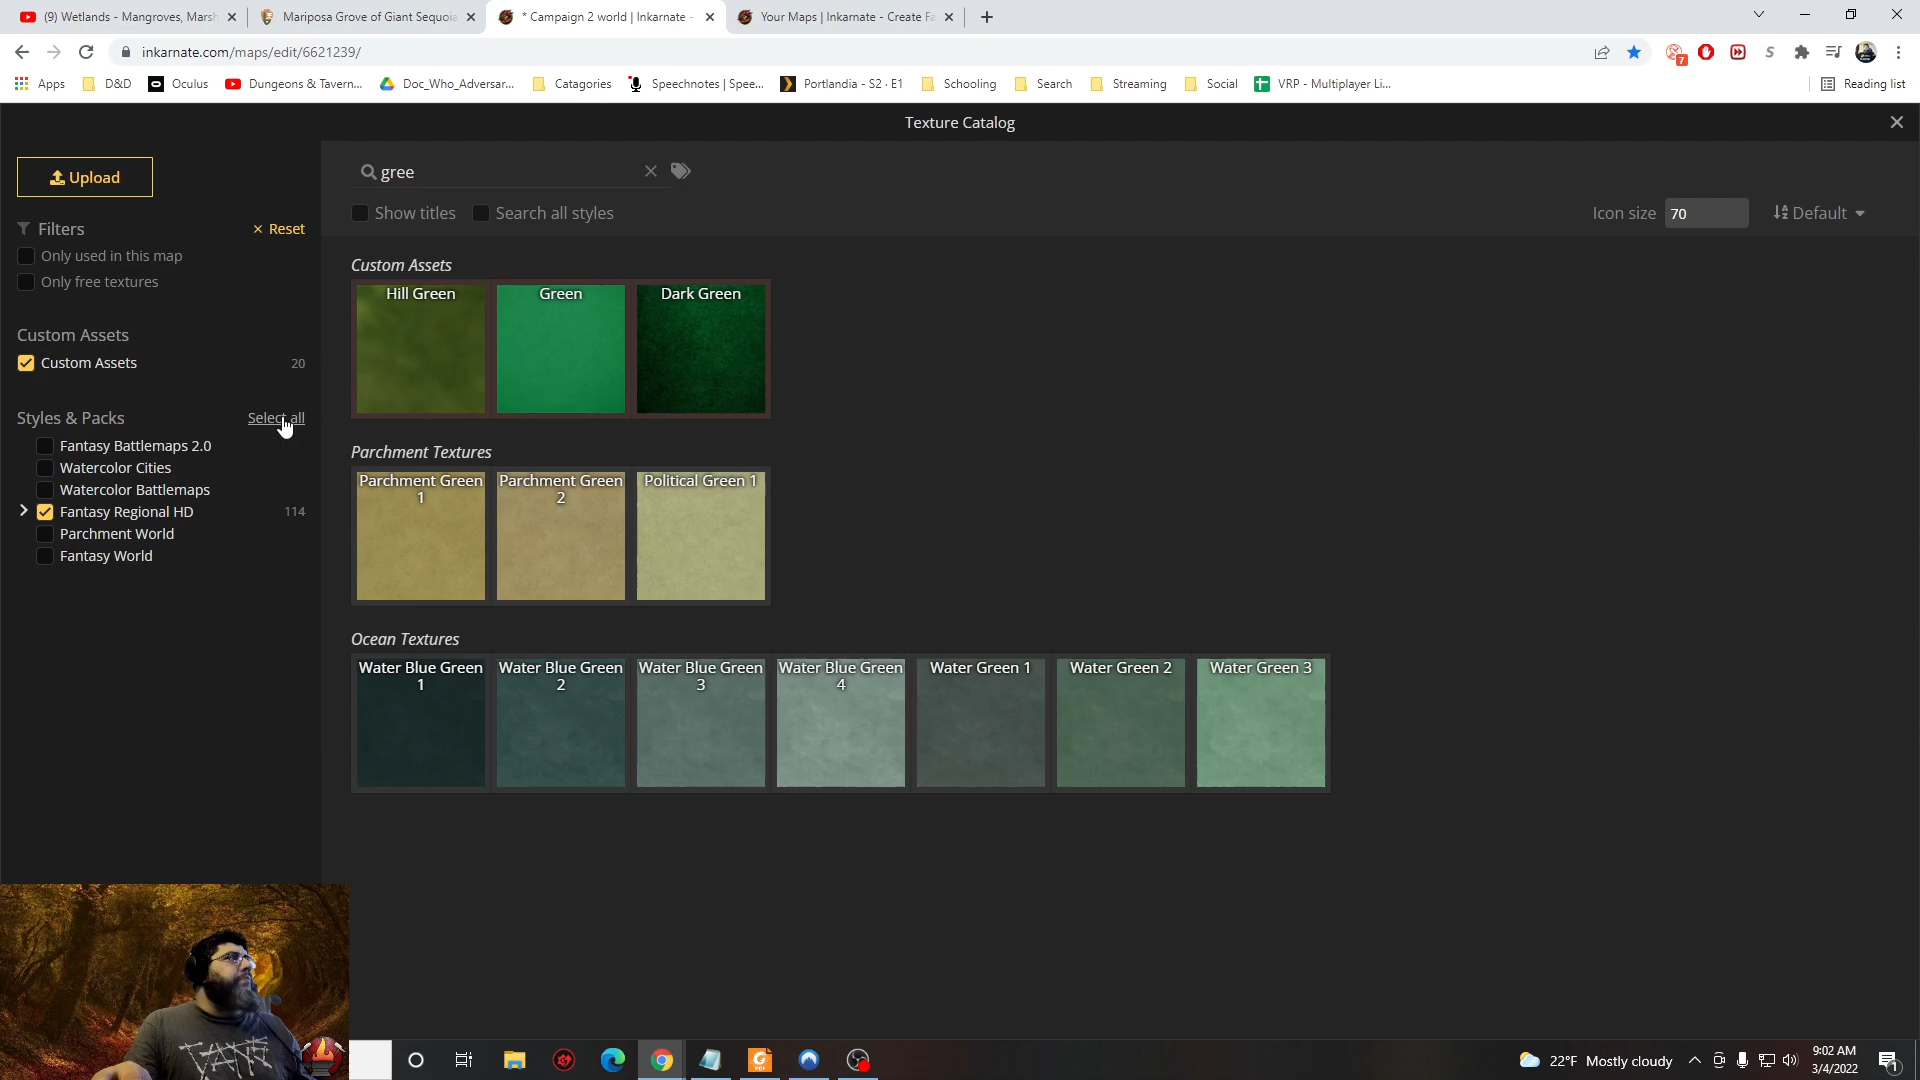 (9) Wetlands - Mangroves, Marsh
Mariposa Grove of Giant Sequoia
* Campaign 2 world | Inkarnate -
Your Maps | Inkarnate - Create Fa
inkarnate.com/maps/edit/6621239/
7
Apps
D&D
Oculus
Dungeons & Tavern...
Doc_Who_Adversar...
Catagories
Speechnotes | Spee...
Portlandia - S2 · E1
Schooling
Search
Streaming
Social
VRP - Multiplayer Li...
Reading list
Texture Catalog
Upload
gree
Show titles
Search all styles
Icon size
70
Default
Filters
Reset
Only used in this map
Only free textures
Custom Assets
Custom Assets
20
Styles & Packs
Select all
Fantasy Battlemaps 2.0
Watercolor Cities
Watercolor Battlemaps
Fantasy Regional HD
114
Parchment World
Fantasy World
Custom Assets
Hill Green
Green
Dark Green
Parchment Textures
Parchment Green
1
Parchment Green
2
Political Green 1
Ocean Textures
Water Blue Green
1
Water Blue Green
2
Water Blue Green
3
Water Blue Green
4
Water Green 1
Water Green 2
Water Green 3
22°F Mostly cloudy
9:02 AM
3/4/2022
1